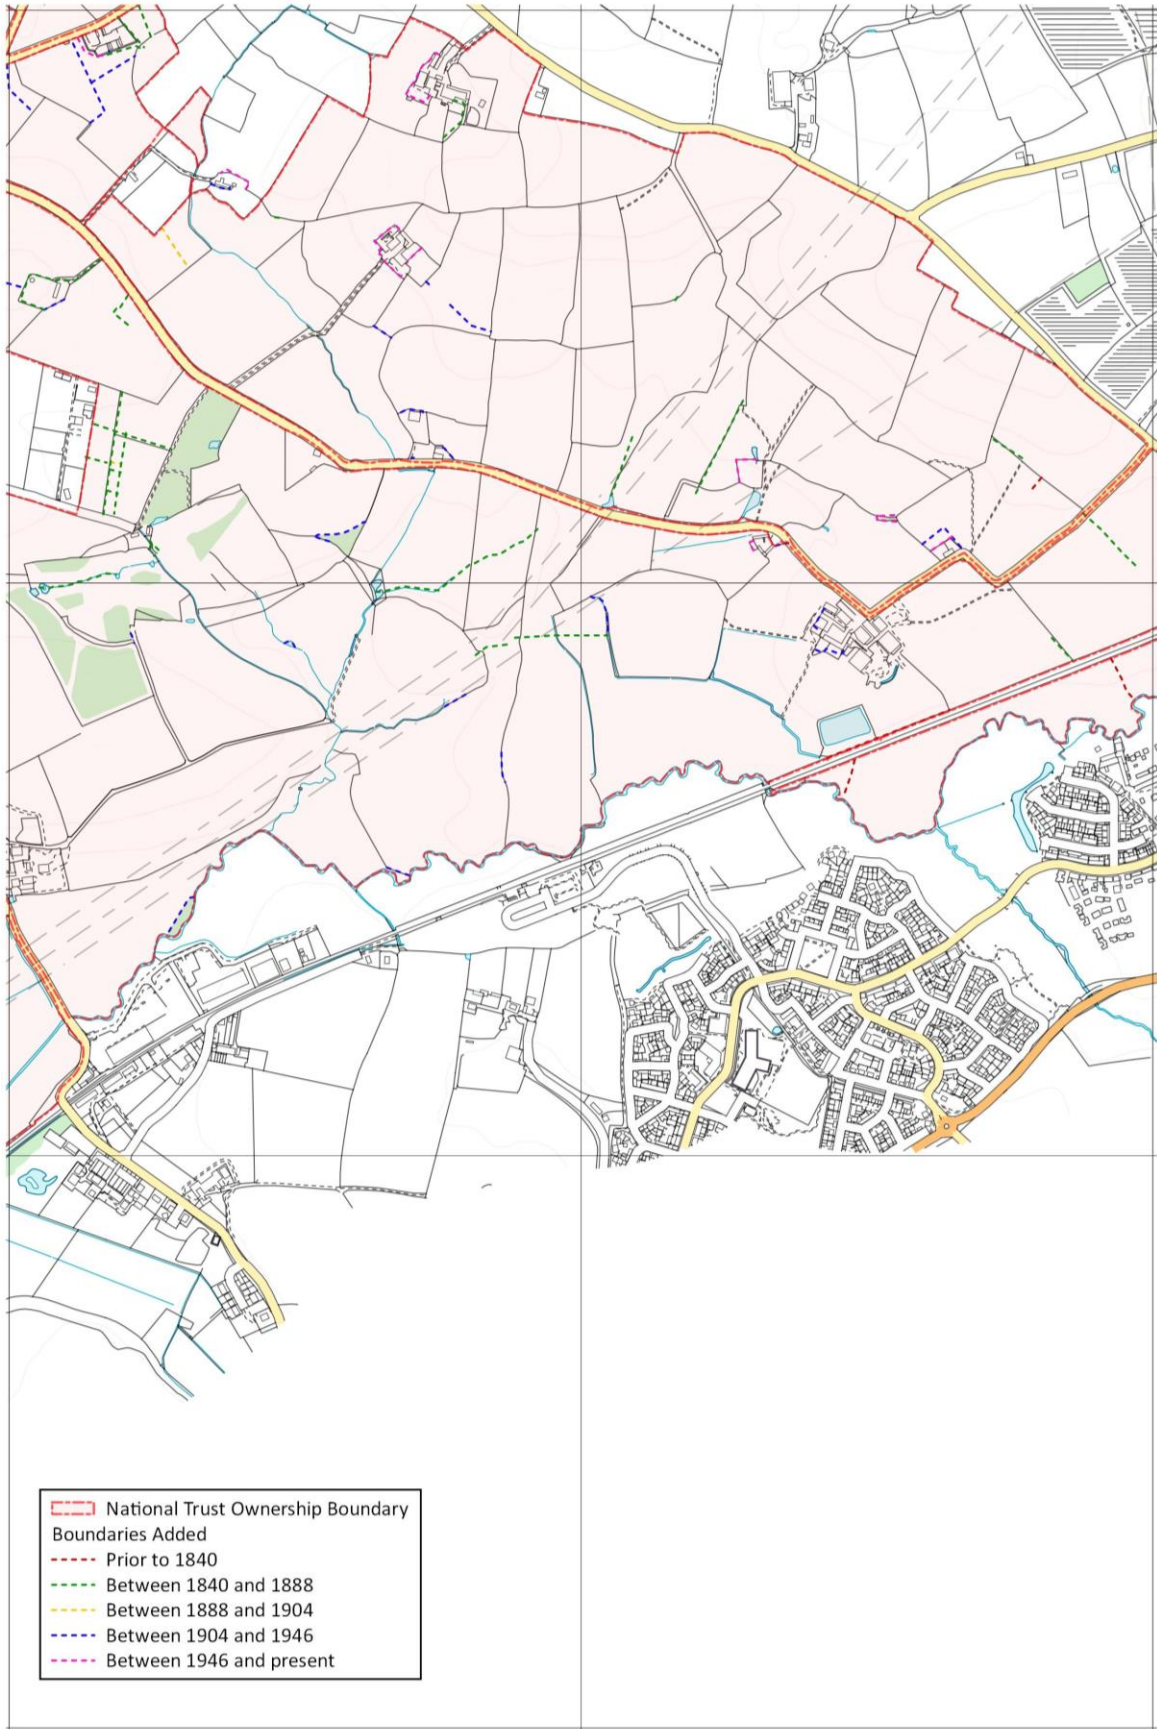 National Trust Ownership Boundary
Boundaries Added
Prior to 1840
Between 1840 and 1888
Between 1888 and 1904
Between 1904 and 1946
Between 1946 and present